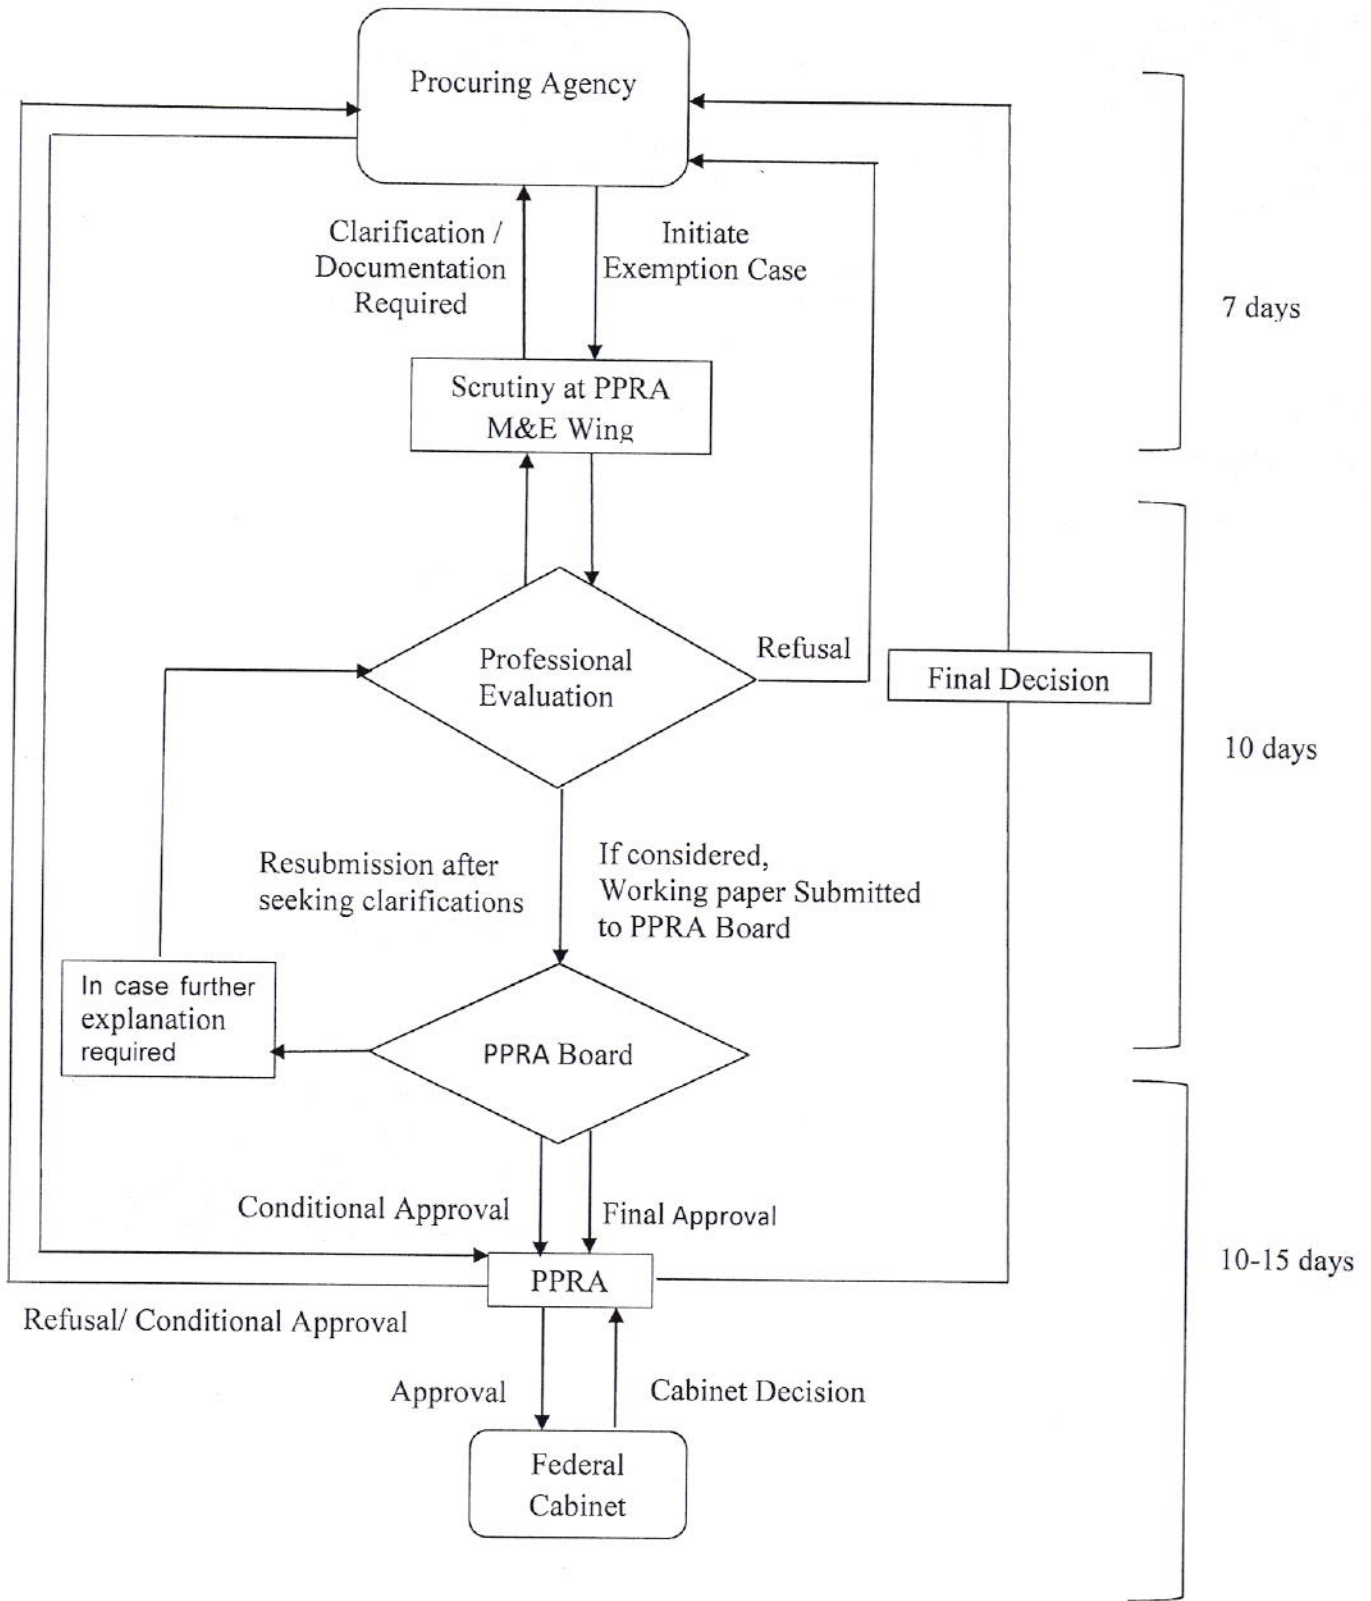 Procuring Agency
Clarification /
Documentation
Required
Initiate
Exemption Case
7 days
Scrutiny at PPRA
M&E Wing
Professional
Evaluation
Refusal
Final Decision
10 days
Resubmission after
seeking clarifications
If considered,
Working paper Submitted
to PPRA Board
In case further
explanation
required
PPRA Board
Conditional Approval
Final Approval
10-15 days
PPRA
Refusal/ Conditional Approval
Approval
Cabinet Decision
Federal
Cabinet